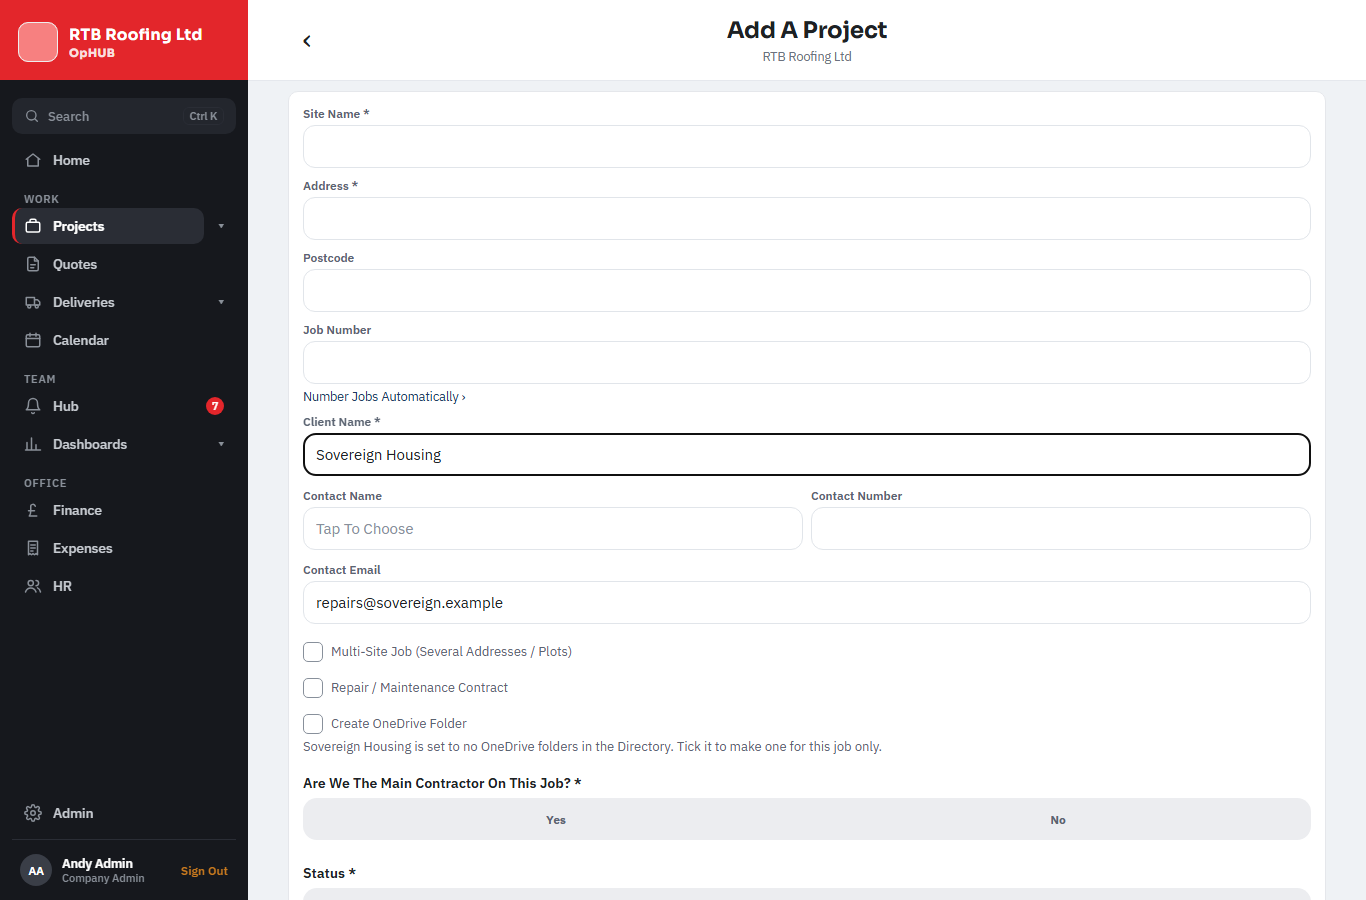 RTB Roofing Ltd
OpHUB
Search
Ctrl K
Home
WORK
Projects
Quotes
Deliveries
Calendar
TEAM
Hub
7
Dashboards
OFFICE
Finance
Expenses
HR
Admin
AA
Andy Admin
Company Admin
Sign Out
Add A Project
RTB Roofing Ltd
Site Name *
Address *
Postcode
Job Number
Number Jobs Automatically ›
Client Name *
Sovereign Housing
Contact Name
Contact Number
Tap To Choose
Contact Email
repairs@sovereign.example
Multi-Site Job (Several Addresses / Plots)
Repair / Maintenance Contract
Create OneDrive Folder
Sovereign Housing is set to no OneDrive folders in the Directory. Tick it to make one for this job only.
Are We The Main Contractor On This Job? *
Yes
No
Status *